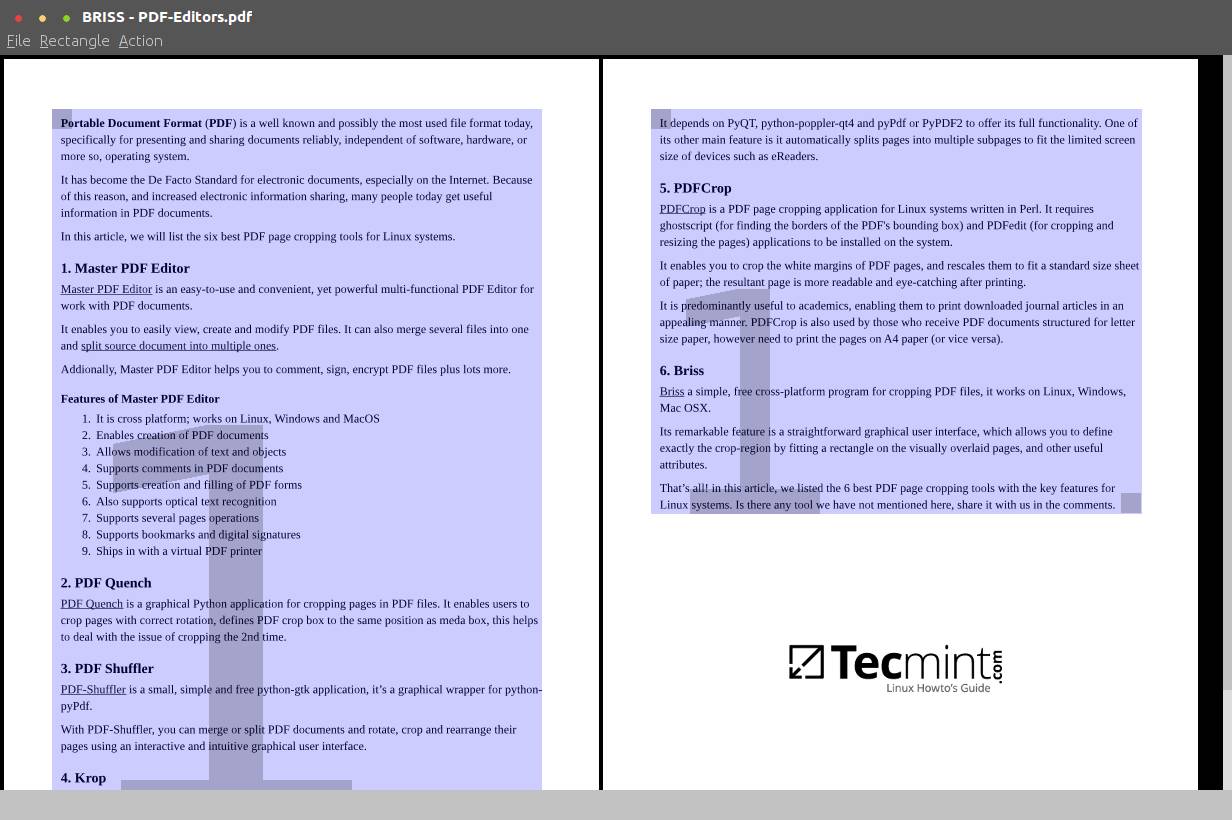 BRISS - PDF-Editors.pdf
File Rectangle Action
Portable Document Format (PDF) is a well known and possibly the most used file format today,
specifically for presenting and sharing documents reliably, independent of software, hardware, or
more so, operating system.
It has become the De Facto Standard for electronic documents, especially on the Internet. Because
of this reason, and increased electronic information sharing, many people today get useful
information in PDF documents.
In this article, we will list the six best PDF page cropping tools for Linux systems.
1. Master PDF Editor
Master PDF Editor is an easy-to-use and convenient, yet powerful multi-functional PDF Editor for
work with PDF documents.
It enables you to easily view, create and modify PDF files. It can also merge several files into one
and split source document into multiple ones.
Addionally, Master PDF Editor helps you to comment, sign, encrypt PDF files plus lots more.
Features of Master PDF Editor
1. It is cross platform; works on Linux, Windows and MacOS
2. Enables creation of PDF documents
3. Allows modification of text and objects
4. Supports comments in PDF documents
5. Supports creation and filling of PDF forms
6. Also supports optical text recognition
7. Supports several pages operations
8. Supports bookmarks and digital signatures
9. Ships in with a virtual PDF printer
1
2. PDF Quench
PDF Quench is a graphical Python application for cropping pages in PDF files. It enables users to
crop pages with correct rotation, defines PDF crop box to the same position as meda box, this helps
to deal with the issue of cropping the 2nd time.
3. PDF Shuffler
PDF-Shuffler is a small, simple and free python-gtk application, it's a graphical wrapper for python-
pyPdf.
With PDF-Shuffler, you can merge or split PDF documents and rotate, crop and rearrange their
pages using an interactive and intuitive graphical user interface.
4. Krop
It depends on PyQT, python-poppler-qt4 and pyPdf or PyPDF2 to offer its full functionality. One of
its other main feature is it automatically splits pages into multiple subpages to fit the limited screen
size of devices such as eReaders.
5. PDFCrop
PDFCrop is a PDF page cropping application for Linux systems written in Perl. It requires
ghostscript (for finding the borders of the PDF's bounding box) and PDFedit (for cropping and
resizing the pages) applications to be installed on the system.
It enables you to crop the white margins of PDF pages, and rescales them to fit a standard size sheet
of paper; the resultant page is more readable and eye-catching after printing.
It is predominantly useful to academics, enabling them to print downloaded journal articles in an
appealing manner. PDFCrop is also used by those who receive PDF documents structured for letter
size paper, however need to print the pages on A4 paper (or vice versa).
1
6. Briss
Briss a simple, free cross-platform program for cropping PDF files, it works on Linux, Windows,
Mac OSX.
Its remarkable feature is a straightforward graphical user interface, which allows you to define
exactly the crop-region by fitting a rectangle on the visually overlaid pages, and other useful
attributes.
That's all! in this article, we listed the 6 best PDF page cropping tools with the key features for
Linux systems. Is there any tool we have not mentioned here, share it with us in the comments.
Tecmint.com
Linux Howto's Guide